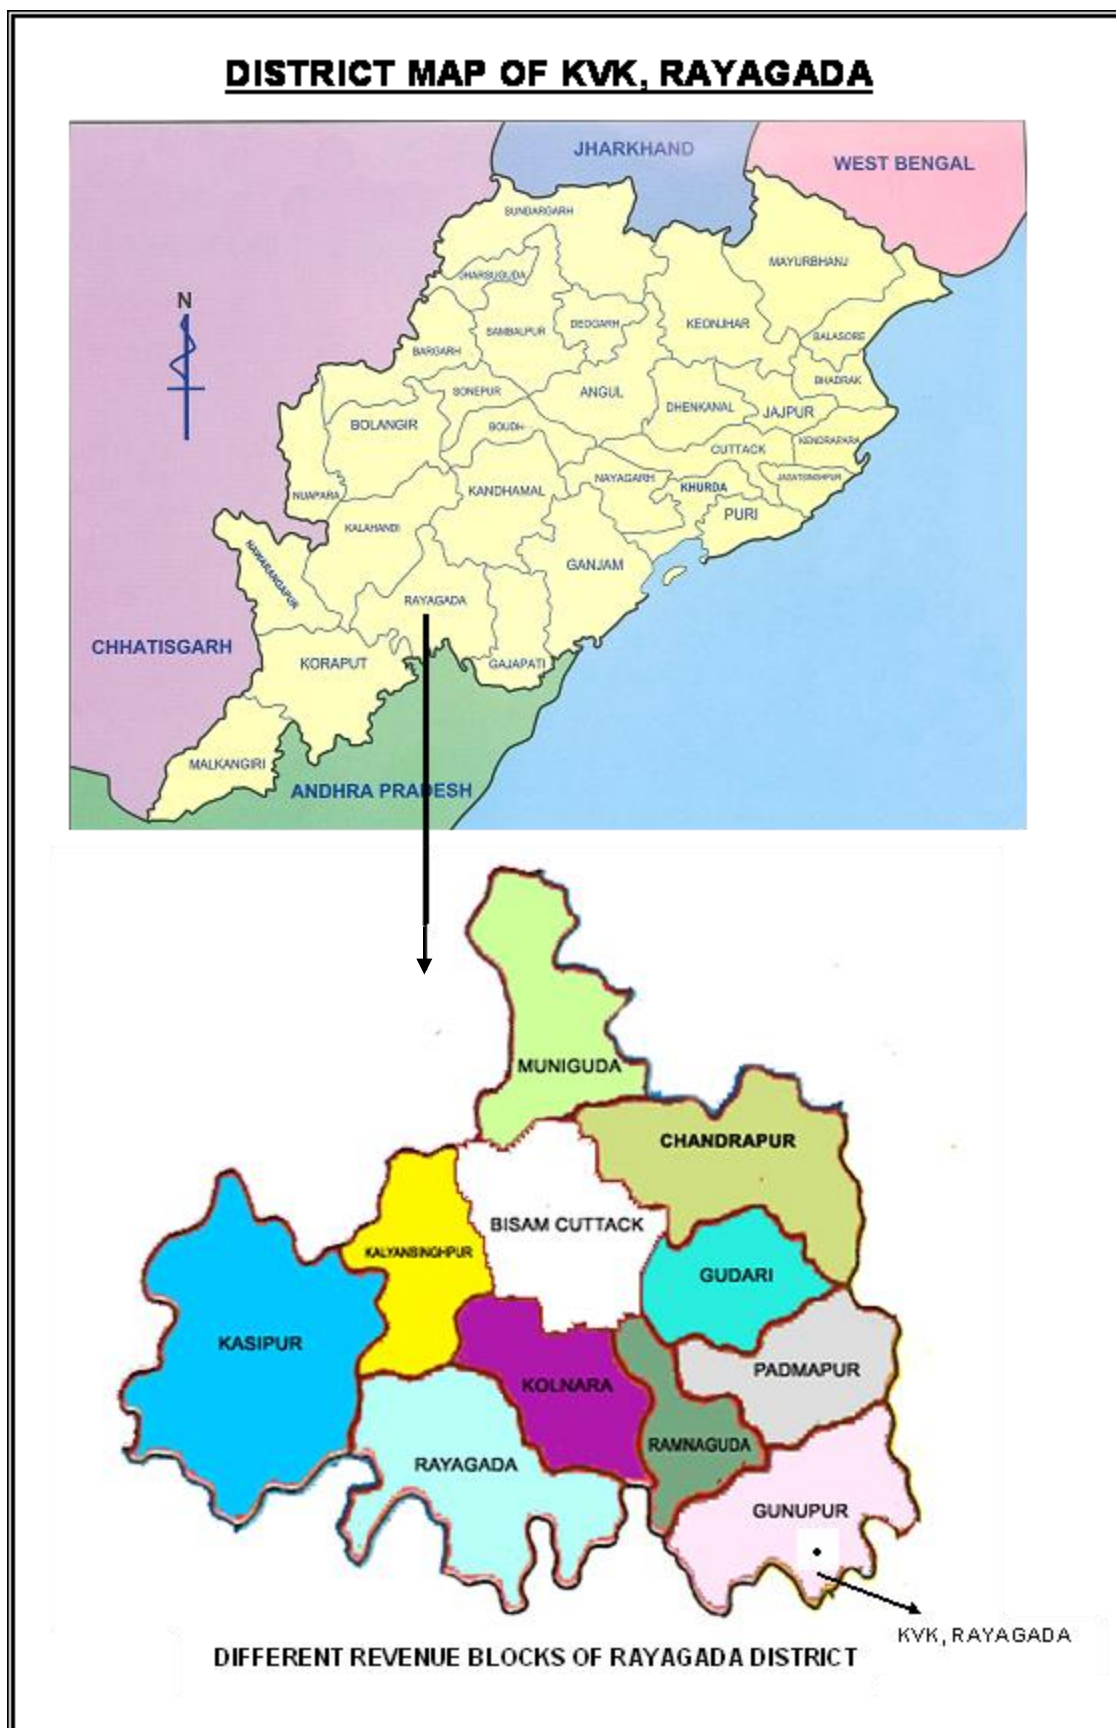 DISTRICT MAP OF KVK, RAYAGADA
JHARKHAND
WEST BENGAL
SUNDARGARH
MAYURBHANJ
JHARSUGUDA
N
SAMBALPUR
DEOGARH
KEONJHAR
BALASORE
BARGARH
SONEPUR
ANGUL
BHADRAK
DHENKANAL
JAJPUR
BOLANGIR
BOUDH
CUTTACK
KENDRAPARA
NUAPARA
KANDHAMAL
NAYAGARH
KHURDA
JAGATSINGHPUR
KALAHANDI
PURI
NAWARANGAPUR
GANJAM
RAYAGADA
CHHATISGARH
KORAPUT
GAJAPATI
MALKANGIRI
ANDHRA PRADESH
MUNIGUDA
CHANDRAPUR
BISAM CUTTACK
KALYANSINGHPUR
GUDARI
KASIPUR
PADMAPUR
KOLNARA
RAMNAGUDA
RAYAGADA
GUNUPUR
KVK, RAYAGADA
DIFFERENT REVENUE BLOCKS OF RAYAGADA DISTRICT